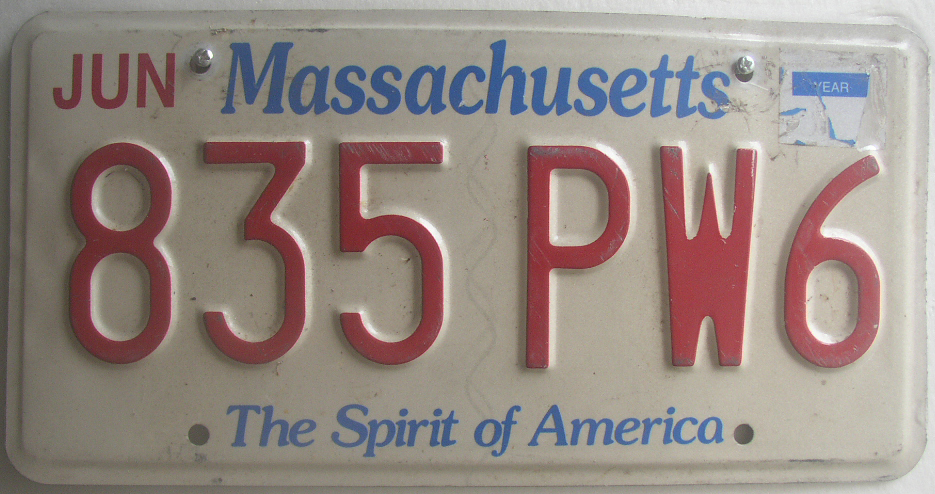 JUN Massachusetts YEAR
835 PW6
The Spirit of America